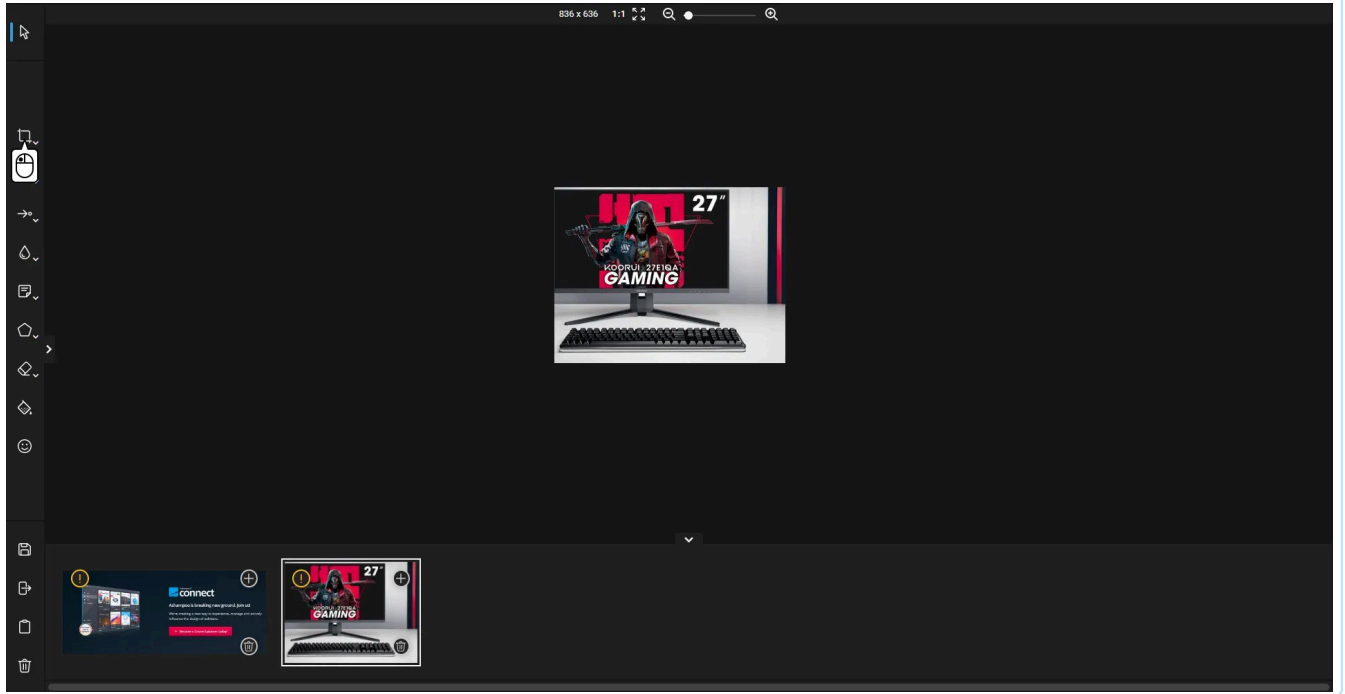 836 x 636 1:1
27"
KOORUI 27E1QA
GAMING
connect
Ashampoo is breaking new ground. Join us!
27"
KOORUI 27E1QA
GAMING